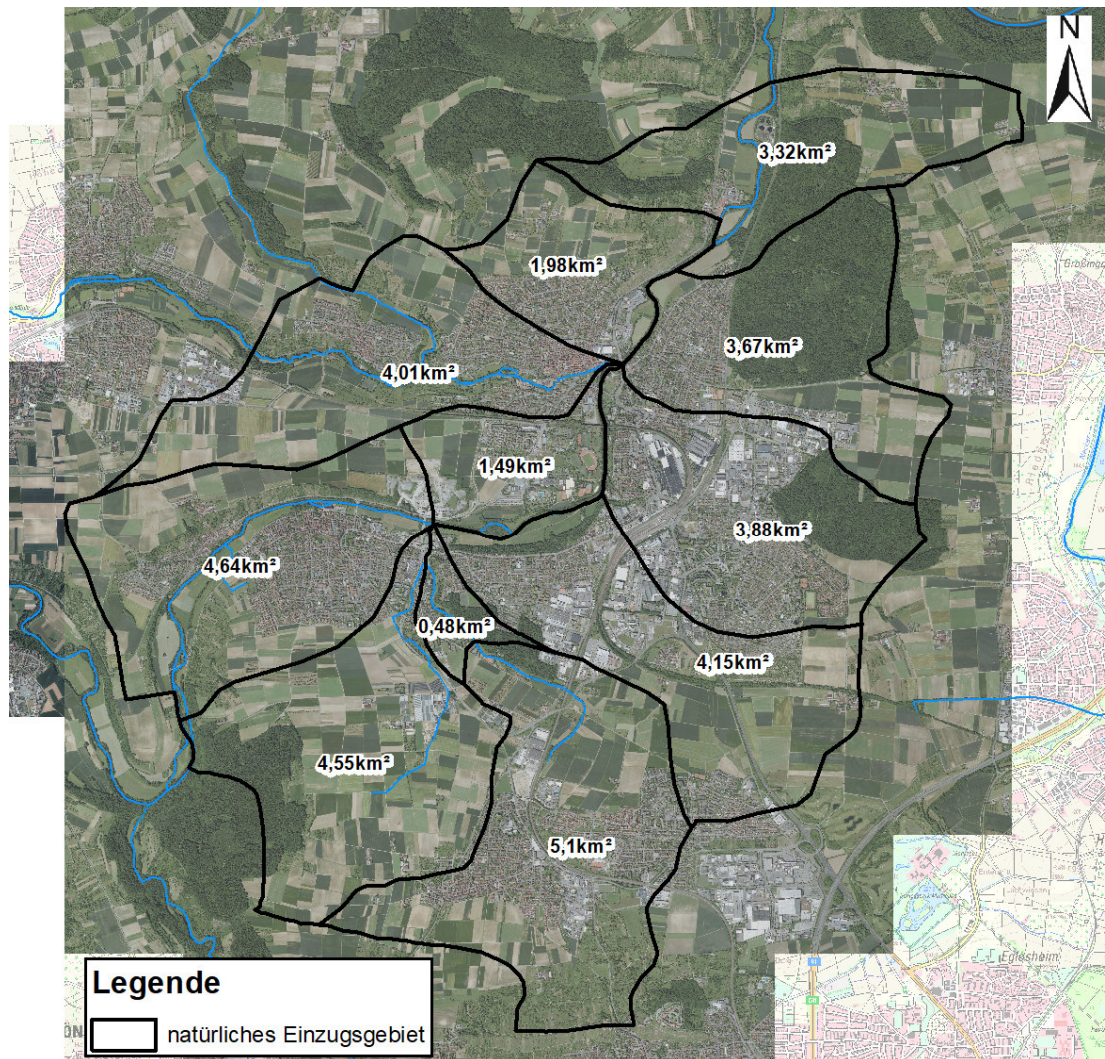 N
3,32km²
1,98km²
3,67km²
4,01km²
1,49km²
3,88km²
4,64km²
0,48km²
4,15km²
4,55km²
5,1km²
Eglosheim
Legende
natürliches Einzugsgebiet